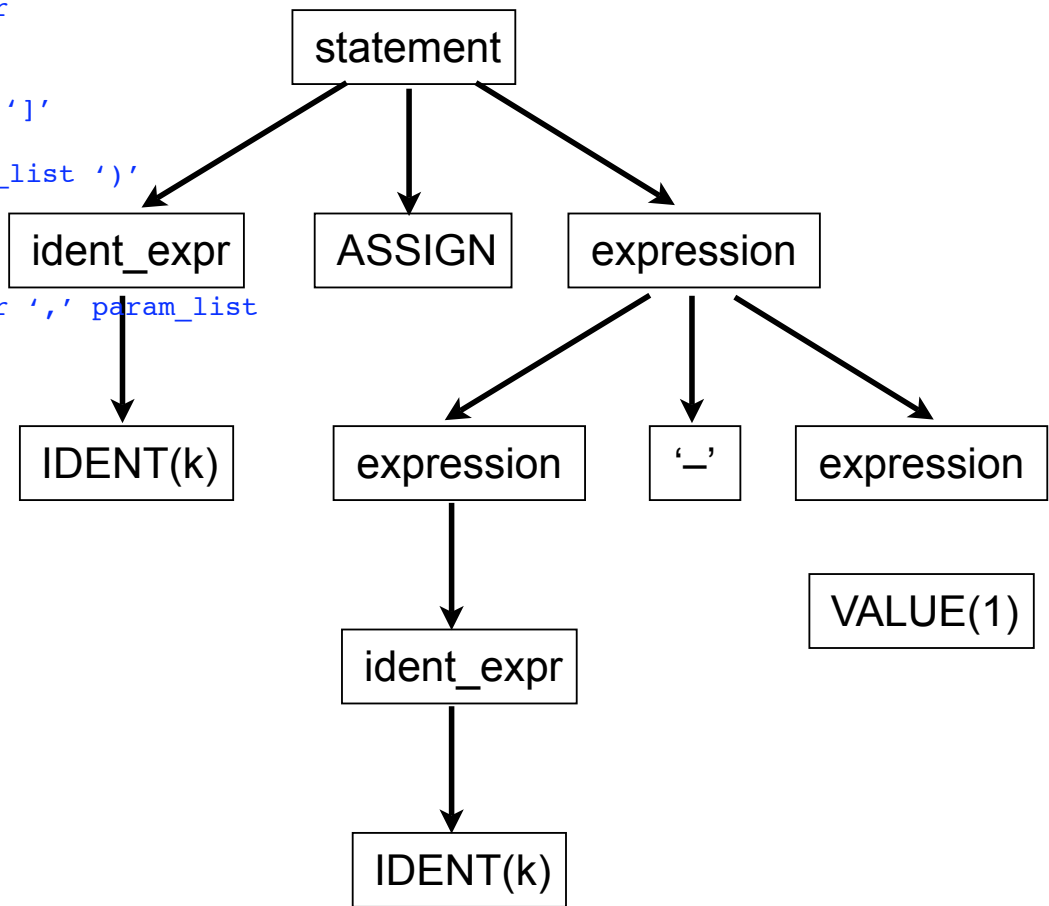 statement
‘]’
_list ‘)’
ident_expr
ASSIGN
expression
‘,’ param_list
IDENT(k)
expression
‘–’
expression
VALUE(1)
ident_expr
IDENT(k)